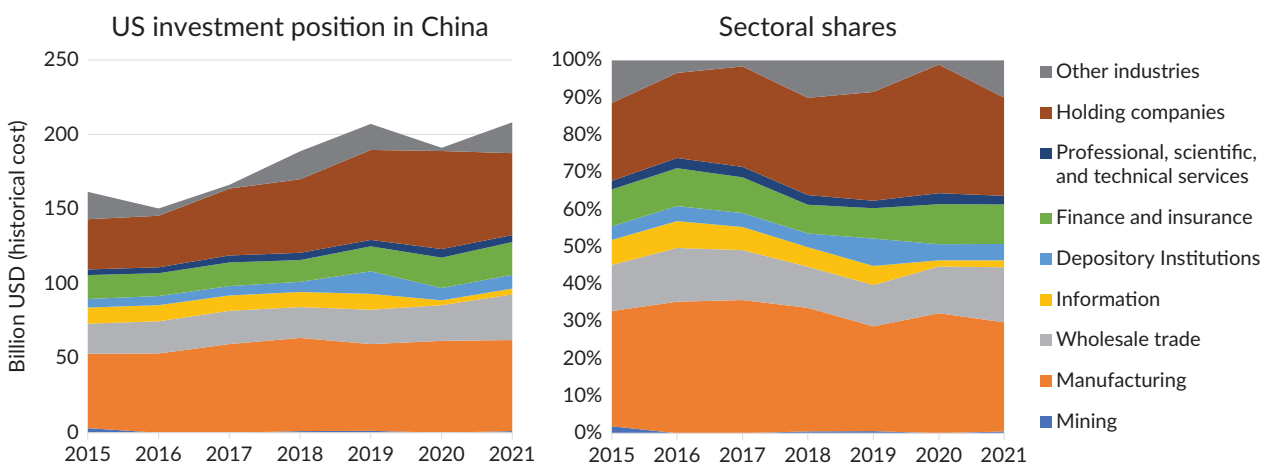 US investment position in China
Billion USD (historical cost)
250
200
150
100
50
0
2015 2016 2017 2018 2019 2020 2021
Sectoral shares
100%
90%
80%
70%
60%
50%
40%
30%
20%
10%
0%
2015 2016 2017 2018 2019 2020 2021
Other industries
Holding companies
Professional, scientific,
and technical services
Finance and insurance
Depository Institutions
Information
Wholesale trade
Manufacturing
Mining